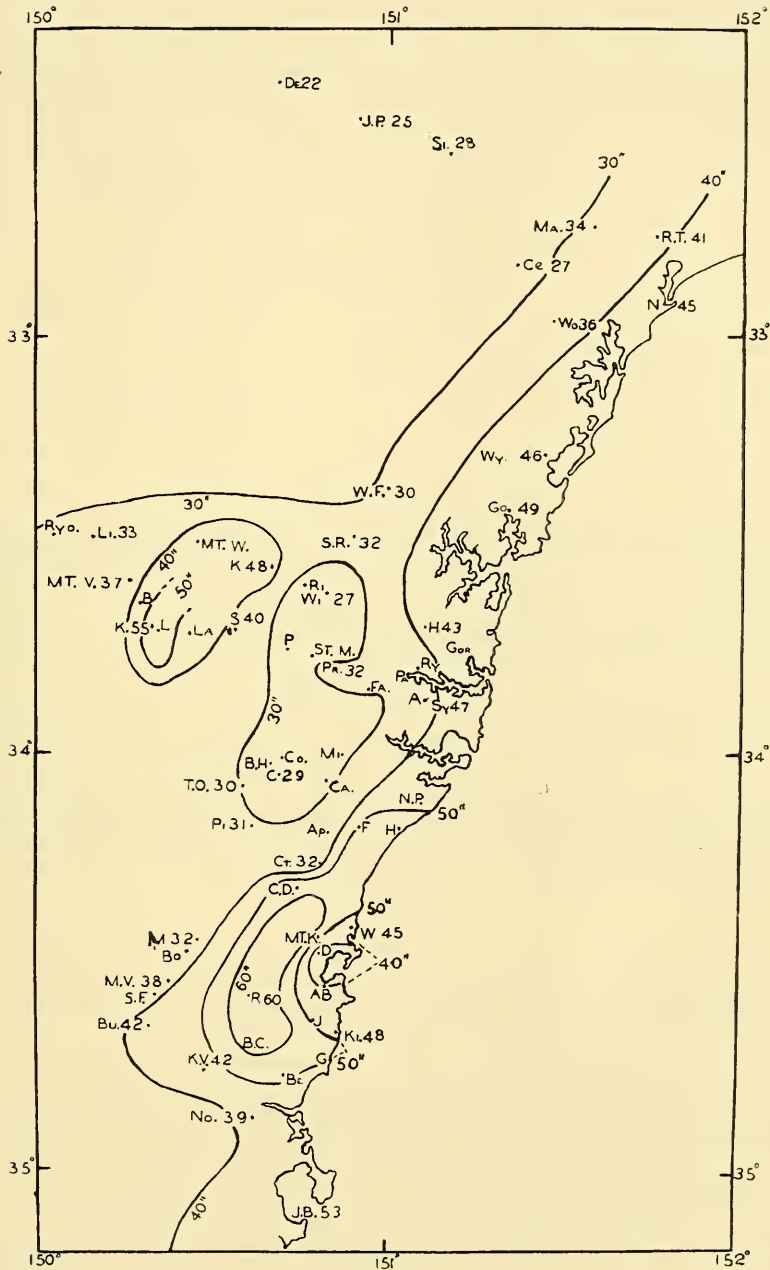 150° 151° 152°
De 22
J.P. 25
Si. 28
30"
40"
Ma. 34
R.T. 41
Ce 27
N 45
Wo 36
33° 33°
Wy. 46
W.F. 30
30"
Go. 49
Ryo. Li. 33
S.R. 32
40" MT. W.
K 48
MT. V. 37
50"
B
Ri
Wi 27
K. 55 L LA S 40
H 43
P
ST. M.
Gor
Pr. 32
Ry
Pa
Fa.
A
Sy 47
30"
34° 34°
B.H. Co. Mi
C. 29
T.O. 30 Ca.
N.P.
50"
Pi 31 Ap. F H
Ct. 32
C.D.
50"
W 45
M 32 MT. K.
Bo D
40"
M.V. 38 60"
AB
S.F. R 60
Bu. 42 J
Ki. 48
B.C.
K.V. 42 G 50"
Be
No. 39
35° 35°
40"
J.B. 53
150° 151° 152°